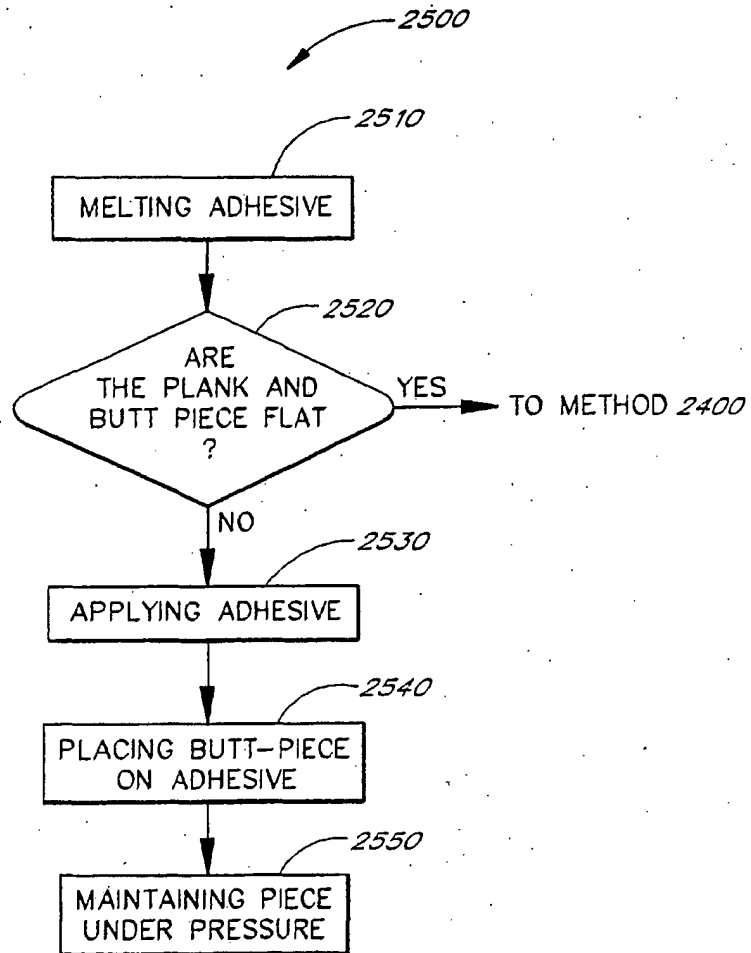 2500
2510
MELTING ADHESIVE
2520
ARE
THE PLANK AND
BUTT PIECE FLAT
?
YES
TO METHOD 2400
NO
2530
APPLYING ADHESIVE
2540
PLACING BUTT-PIECE
ON ADHESIVE
2550
MAINTAINING PIECE
UNDER PRESSURE